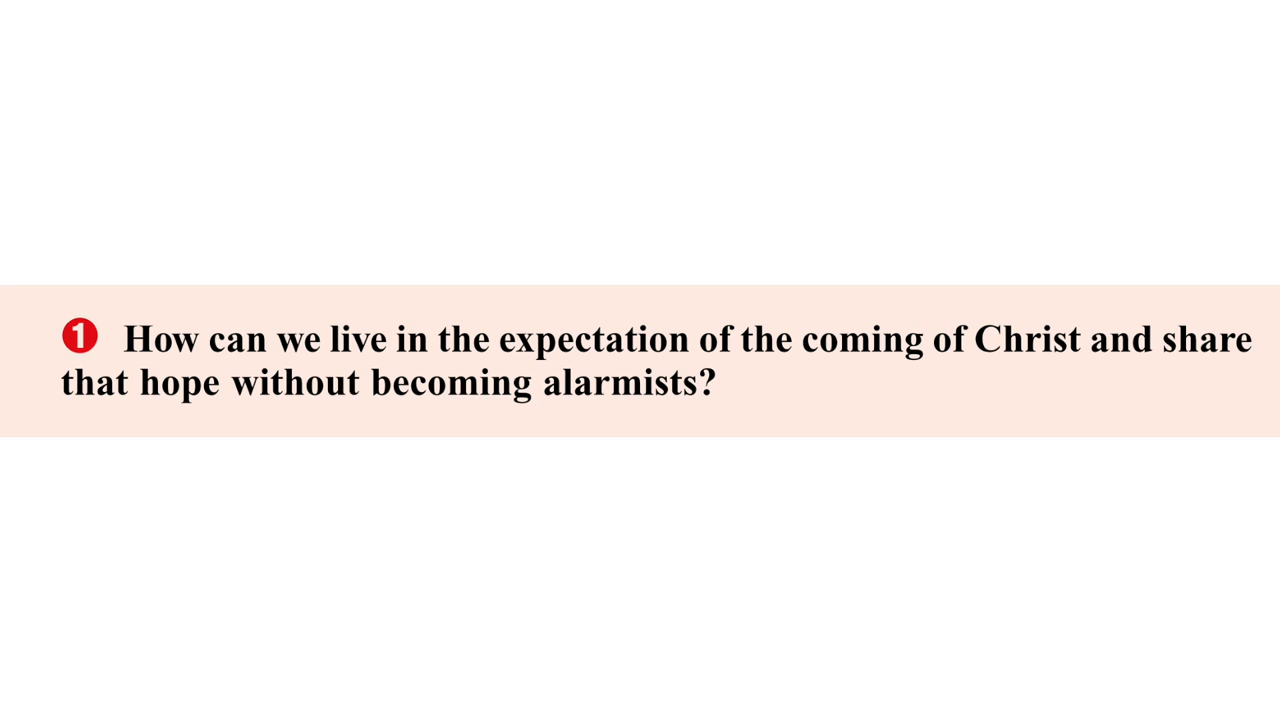 ❶ How can we live in the expectation of the coming of Christ and share
that hope without becoming alarmists?